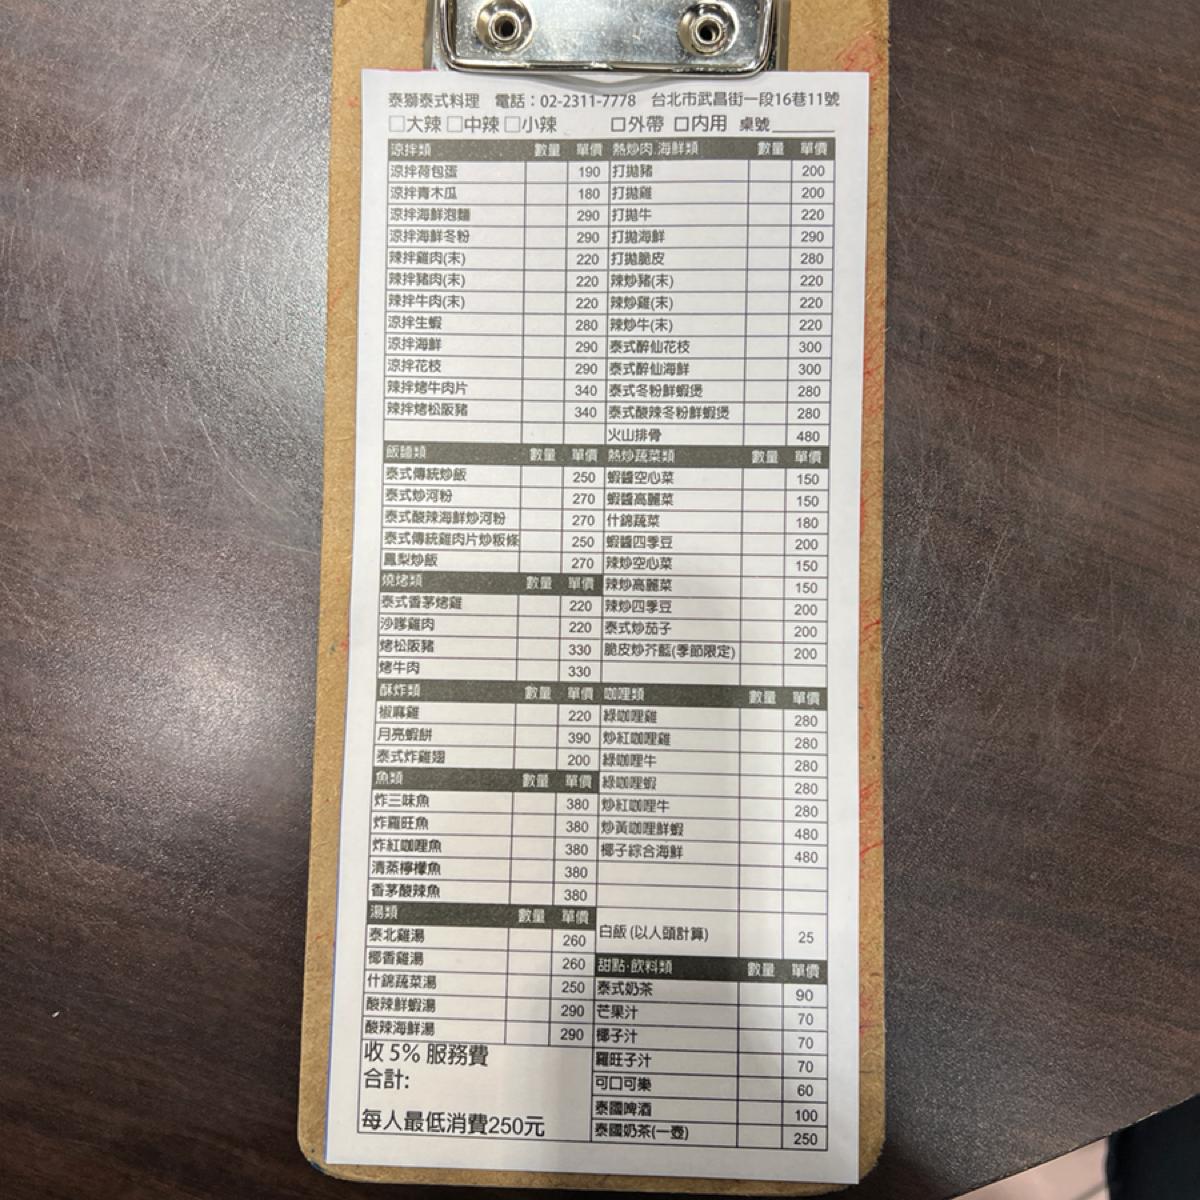 泰獅泰式料理 電話：02-2311-7778 台北市武昌街一段16巷11號
□大辣 □中辣 □小辣 □外帶 □內用 桌號______
涼拌類 數量 單價
涼拌荷包蛋 190
涼拌青木瓜 180
涼拌海鮮泡麵 290
涼拌海鮮冬粉 290
辣拌雞肉(末) 220
辣拌豬肉(末) 220
辣拌牛肉(末) 220
涼拌生蝦 280
涼拌海鮮 290
涼拌花枝 290
辣拌烤牛肉片 340
辣拌烤松阪豬 340
飯麵類 數量 單價
泰式傳統炒飯 250
泰式炒河粉 270
泰式酸辣海鮮炒河粉 270
泰式傳統雞肉片炒粄條 250
鳳梨炒飯 270
燒烤類 數量 單價
泰式香茅烤雞 220
沙嗲雞肉 220
烤松阪豬 330
烤牛肉 330
酥炸類 數量 單價
椒麻雞 220
月亮蝦餅 390
泰式炸雞翅 200
魚類 數量 單價
炸三味魚 380
炸羅旺魚 380
炸紅咖哩魚 380
清蒸檸檬魚 380
香茅酸辣魚 380
湯類 數量 單價
泰北雞湯 260
椰香雞湯 260
什錦蔬菜湯 250
酸辣鮮蝦湯 290
酸辣海鮮湯 290
收 5% 服務費
合計:
每人最低消費250元
熱炒肉.海鮮類 數量 單價
打拋豬 200
打拋雞 200
打拋牛 220
打拋海鮮 290
打拋脆皮 280
辣炒豬(末) 220
辣炒雞(末) 220
辣炒牛(末) 220
泰式醉仙花枝 300
泰式醉仙海鮮 300
泰式冬粉鮮蝦煲 280
泰式酸辣冬粉鮮蝦煲 280
火山排骨 480
熱炒蔬菜類 數量 單價
蝦醬空心菜 150
蝦醬高麗菜 150
什錦蔬菜 180
蝦醬四季豆 200
辣炒空心菜 150
辣炒高麗菜 150
辣炒四季豆 200
泰式炒茄子 200
脆皮炒芥藍(季節限定) 200
咖哩類 數量 單價
綠咖哩雞 280
炒紅咖哩雞 280
綠咖哩牛 280
綠咖哩蝦 280
炒紅咖哩牛 280
炒黃咖哩鮮蝦 480
椰子綜合海鮮 480
白飯 (以人頭計算) 25
甜點·飲料類 數量 單價
泰式奶茶 90
芒果汁 70
椰子汁 70
羅旺子汁 70
可口可樂 60
泰國啤酒 100
泰國奶茶(一壺) 250